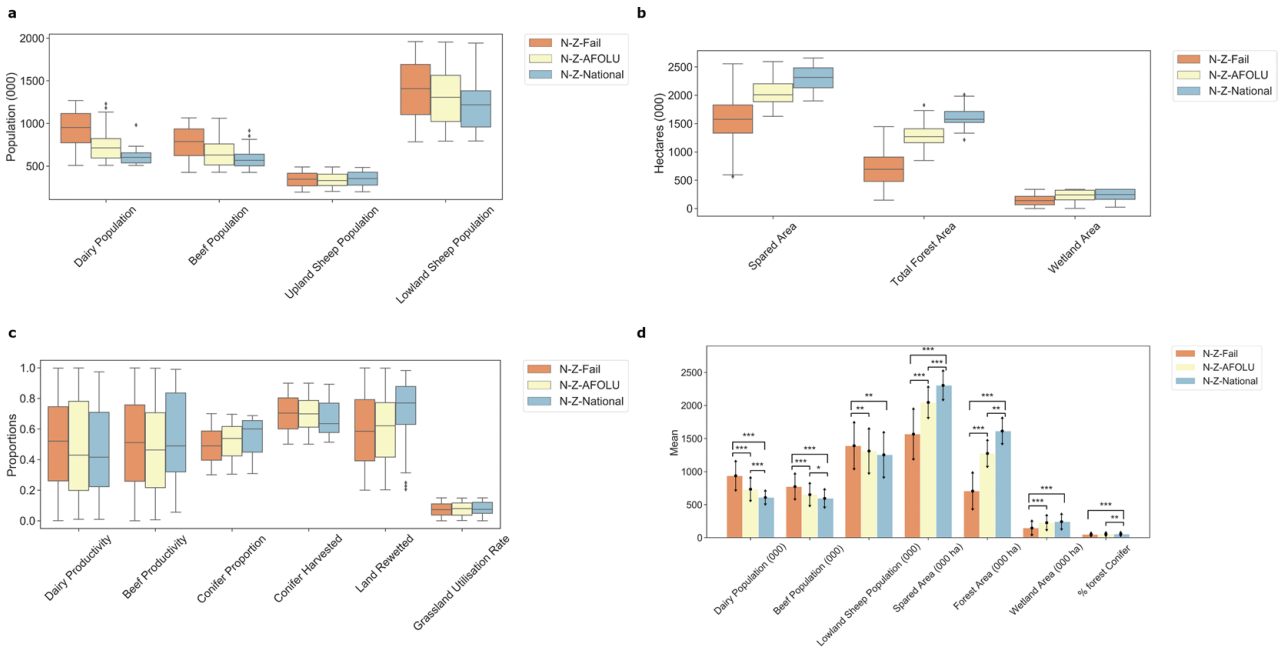 a
Population (000)
2000
1500
1000
500
Dairy Population
Beef Population
Upland Sheep Population
Lowland Sheep Population
N-Z-Fail
N-Z-AFOLU
N-Z-National
b
Hectares (000)
2500
2000
1500
1000
500
0
Spared Area
Total Forest Area
Wetland Area
N-Z-Fail
N-Z-AFOLU
N-Z-National
c
Proportions
1.0
0.8
0.6
0.4
0.2
0.0
Dairy Productivity
Beef Productivity
Conifer Proportion
Conifer Harvested
Land Rewetted
Grassland Utilisation Rate
N-Z-Fail
N-Z-AFOLU
N-Z-National
d
Mean
2500
2000
1500
1000
500
0
***
***
***
***
***
*
**
**
***
***
***
***
***
**
***
***
***
**
Dairy Population (000)
Beef Population (000)
Lowland Sheep Population (000)
Spared Area (000 ha)
Forest Area (000 ha)
Wetland Area (000 ha)
% forest Conifer
N-Z-Fail
N-Z-AFOLU
N-Z-National